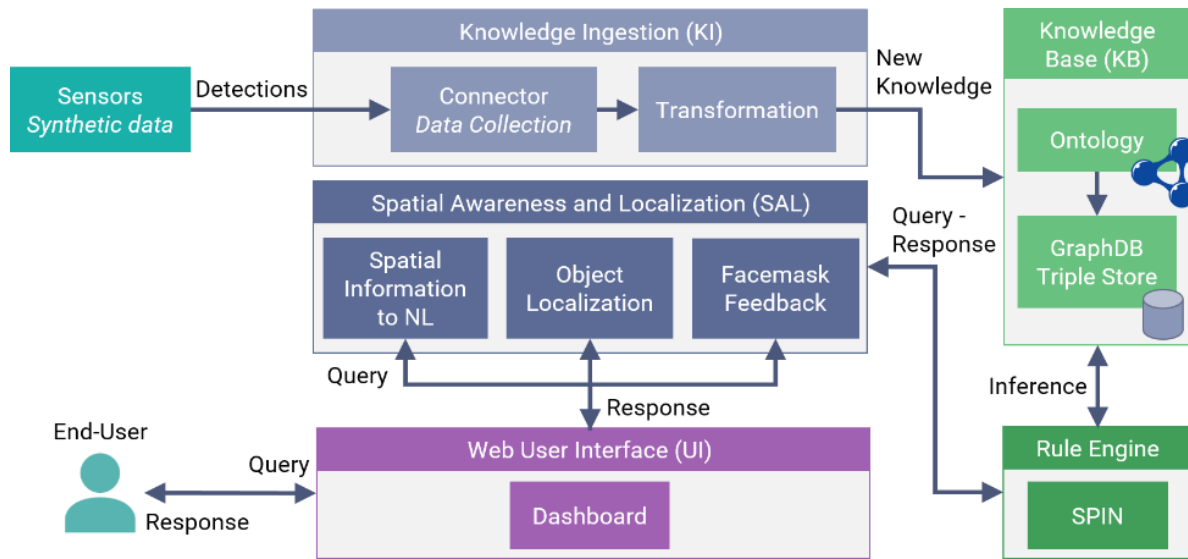 Knowledge Ingestion (KI)
Knowledge
Base (KB)
New
Knowledge
Sensors
Synthetic data
Detections
Connector
Data Collection
Transformation
Ontology
Spatial Awareness and Localization (SAL)
Query -
Response
GraphDB
Triple Store
Spatial
Information
to NL
Object
Localization
Facemask
Feedback
Query
Response
Inference
End-User
Query
Response
Web User Interface (UI)
Dashboard
Rule Engine
SPIN